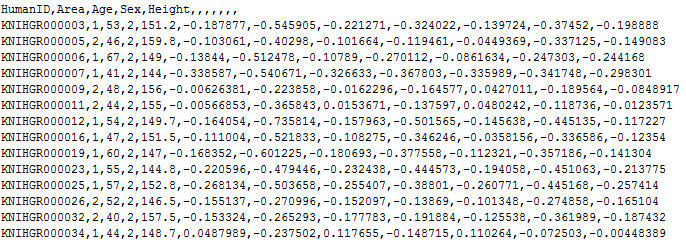 HumanID,Area,Age,Sex,Height,,,,,,,
KNIHGR000003,1,53,2,151.2,-0.187877,-0.545905,-0.221271,-0.324022,-0.139724,-0.37452,-0.198888
KNIHGR000005,2,46,2,159.8,-0.103061,-0.40298,-0.101664,-0.119461,-0.0449369,-0.337125,-0.149083
KNIHGR000006,1,67,2,149,-0.13844,-0.512478,-0.10789,-0.270112,-0.0861634,-0.247303,-0.244168
KNIHGR000007,1,41,2,144,-0.338587,-0.540671,-0.326633,-0.367803,-0.335989,-0.341748,-0.298301
KNIHGR000009,2,48,2,156,-0.00626381,-0.223858,-0.0162296,-0.164577,0.0427011,-0.189564,-0.0848917
KNIHGR000011,2,44,2,155,-0.00566853,-0.365843,0.0153671,-0.137597,0.0480242,-0.118736,-0.0123571
KNIHGR000012,1,54,2,149.7,-0.164054,-0.735814,-0.157963,-0.501565,-0.145638,-0.445135,-0.117227
KNIHGR000016,1,47,2,151.5,-0.111004,-0.521833,-0.108275,-0.346246,-0.0358156,-0.336586,-0.12354
KNIHGR000019,1,60,2,147,-0.168352,-0.601225,-0.180693,-0.377558,-0.112321,-0.357186,-0.141304
KNIHGR000023,1,55,2,144.8,-0.220596,-0.479446,-0.232438,-0.444573,-0.194058,-0.451063,-0.213775
KNIHGR000025,1,57,2,152.8,-0.268134,-0.503658,-0.255407,-0.38801,-0.260771,-0.445168,-0.257414
KNIHGR000026,2,52,2,146.5,-0.155137,-0.270996,-0.152097,-0.13869,-0.101348,-0.274858,-0.165104
KNIHGR000032,2,40,2,157.5,-0.153324,-0.265293,-0.177783,-0.191884,-0.125538,-0.361989,-0.187432
KNIHGR000034,1,44,2,148.7,0.0487989,-0.237502,0.117655,-0.148715,0.110264,-0.072503,-0.00448389